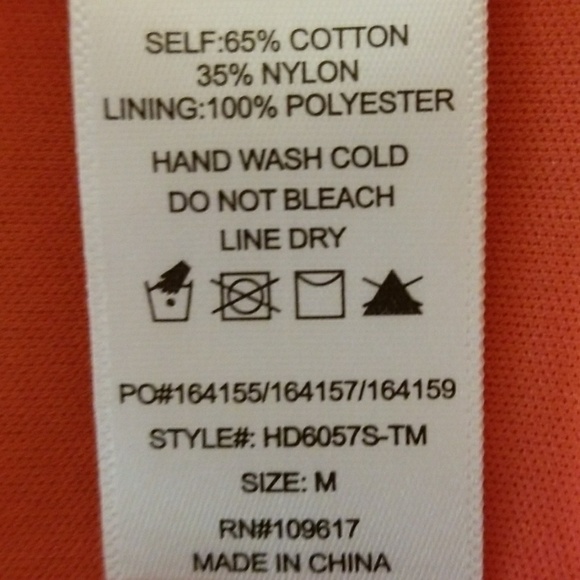 SELF:65% COTTON
35% NYLON
LINING:100% POLYESTER
HAND WASH COLD
DO NOT BLEACH
LINE DRY
PO#164155/164157/164159
STYLE#: HD6057S-TM
SIZE: M
RN#109617
MADE IN CHINA